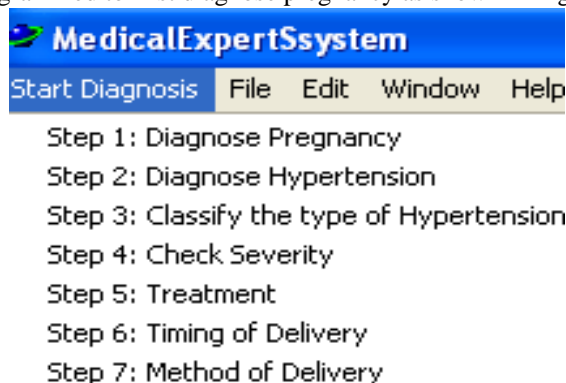 MedicalExpertSsystem
Start Diagnosis File Edit Window Help
Step 1: Diagnose Pregnancy
Step 2: Diagnose Hypertension
Step 3: Classify the type of Hypertension
Step 4: Check Severity
Step 5: Treatment
Step 6: Timing of Delivery
Step 7: Method of Delivery